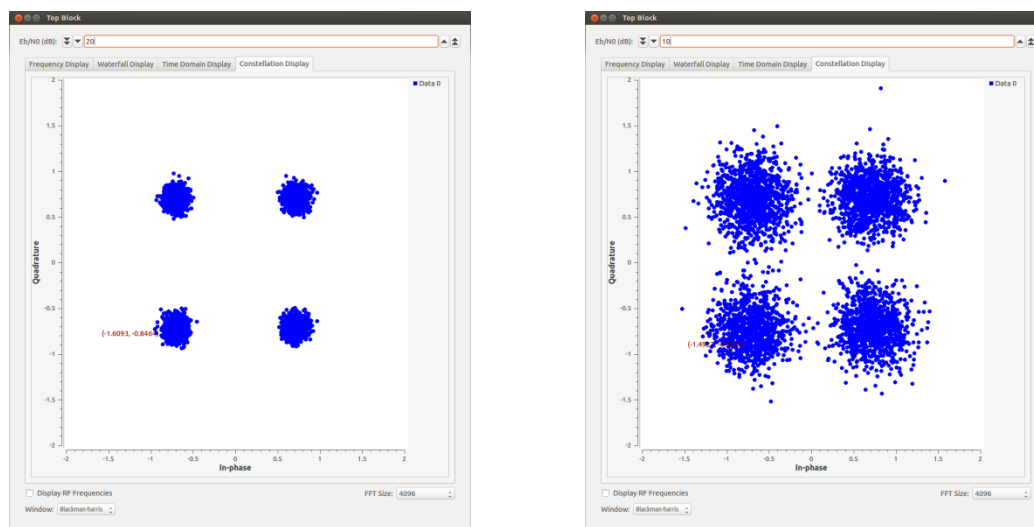 Top Block
Eb/N0 (dB): 20
Frequency Display Waterfall Display Time Domain Display Constellation Display
Data 0
2
1.5
1
0.5
0
-0.5
-1
-1.5
-2
Quadrature
(-1.6093, -0.8464)
-2 -1.5 -1 -0.5 0 0.5 1 1.5 2
In-phase
Display RF Frequencies
FFT Size: 4096
Window: Blackman-harris
Top Block
Eb/N0 (dB): 10
Frequency Display Waterfall Display Time Domain Display Constellation Display
Data 0
2
1.5
1
0.5
0
-0.5
-1
-1.5
-2
Quadrature
-2 -1.5 -1 -0.5 0 0.5 1 1.5 2
In-phase
Display RF Frequencies
FFT Size: 4096
Window: Blackman-harris